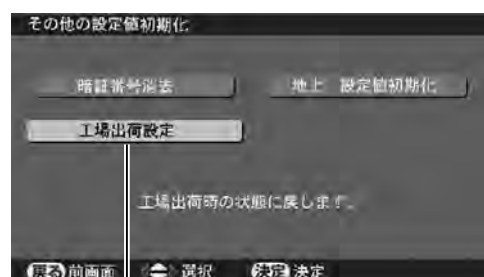 その他の設定値初期化
暗証番号消去 地上 設定値初期化
工場出荷設定
工場出荷時の状態に戻します。
戻る 前画面 選択 決定 決定